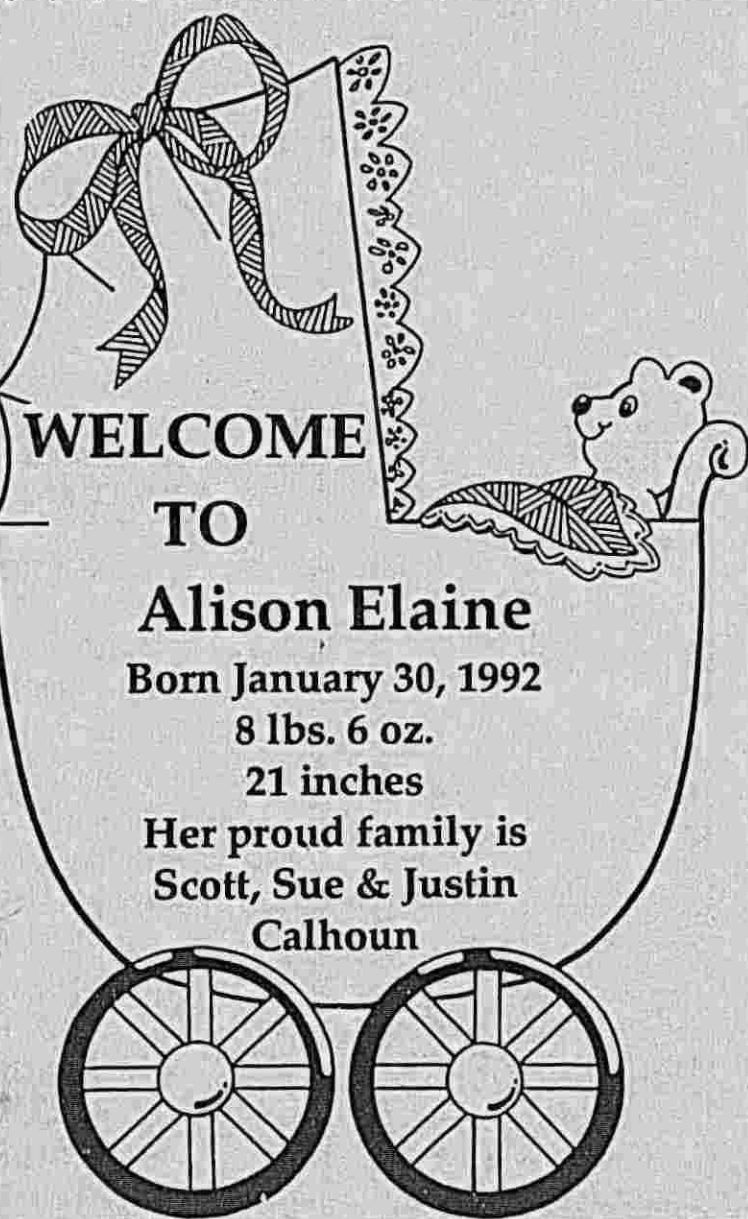 WELCOME
TO
Alison Elaine
Born January 30, 1992
8 lbs. 6 oz.
21 inches
Her proud family is
Scott, Sue & Justin
Calhoun